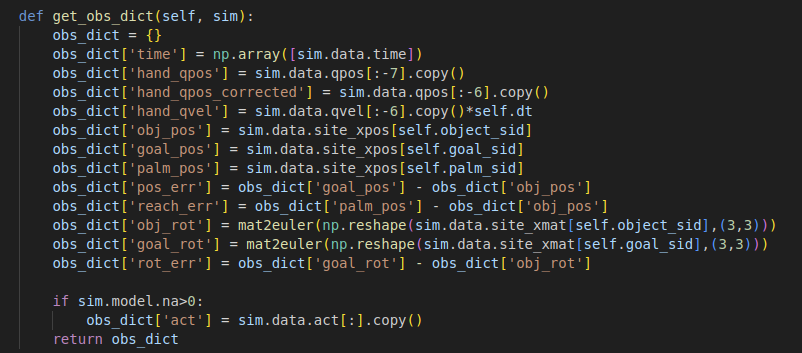 def get_obs_dict(self, sim):
    obs_dict = {}
    obs_dict['time'] = np.array([sim.data.time])
    obs_dict['hand_qpos'] = sim.data.qpos[:-7].copy()
    obs_dict['hand_qpos_corrected'] = sim.data.qpos[:-6].copy()
    obs_dict['hand_qvel'] = sim.data.qvel[:-6].copy()*self.dt
    obs_dict['obj_pos'] = sim.data.site_xpos[self.object_sid]
    obs_dict['goal_pos'] = sim.data.site_xpos[self.goal_sid]
    obs_dict['palm_pos'] = sim.data.site_xpos[self.palm_sid]
    obs_dict['pos_err'] = obs_dict['goal_pos'] - obs_dict['obj_pos']
    obs_dict['reach_err'] = obs_dict['palm_pos'] - obs_dict['obj_pos']
    obs_dict['obj_rot'] = mat2euler(np.reshape(sim.data.site_xmat[self.object_sid],(3,3)))
    obs_dict['goal_rot'] = mat2euler(np.reshape(sim.data.site_xmat[self.goal_sid],(3,3)))
    obs_dict['rot_err'] = obs_dict['goal_rot'] - obs_dict['obj_rot']

    if sim.model.na>0:
        obs_dict['act'] = sim.data.act[:].copy()
    return obs_dict